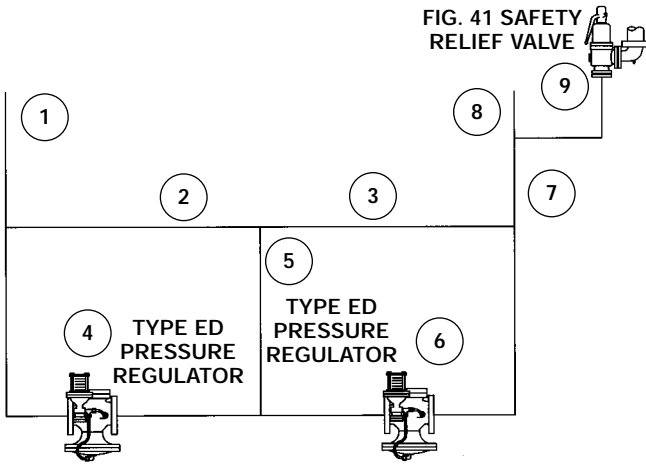 FIG. 41 SAFETY
RELIEF VALVE
9
1
8
2
3
7
5
4
TYPE ED
PRESSURE
REGULATOR
TYPE ED
PRESSURE
REGULATOR
6